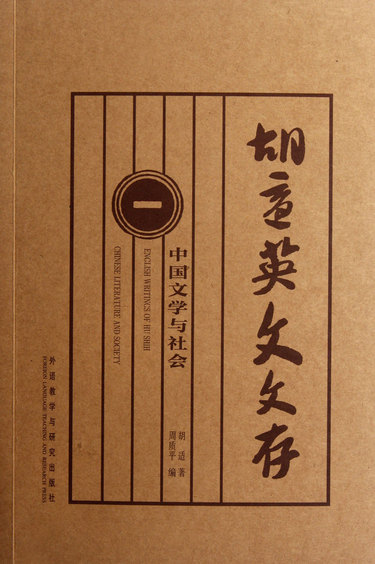 胡适英文文存
一
中国文学与社会
ENGLISH WRITINGS OF HU SHIH
CHINESE LITERATURE AND SOCIETY
胡 适 著
周质平 编
外语教学与研究出版社
FOREIGN LANGUAGE TEACHING AND RESEARCH PRESS